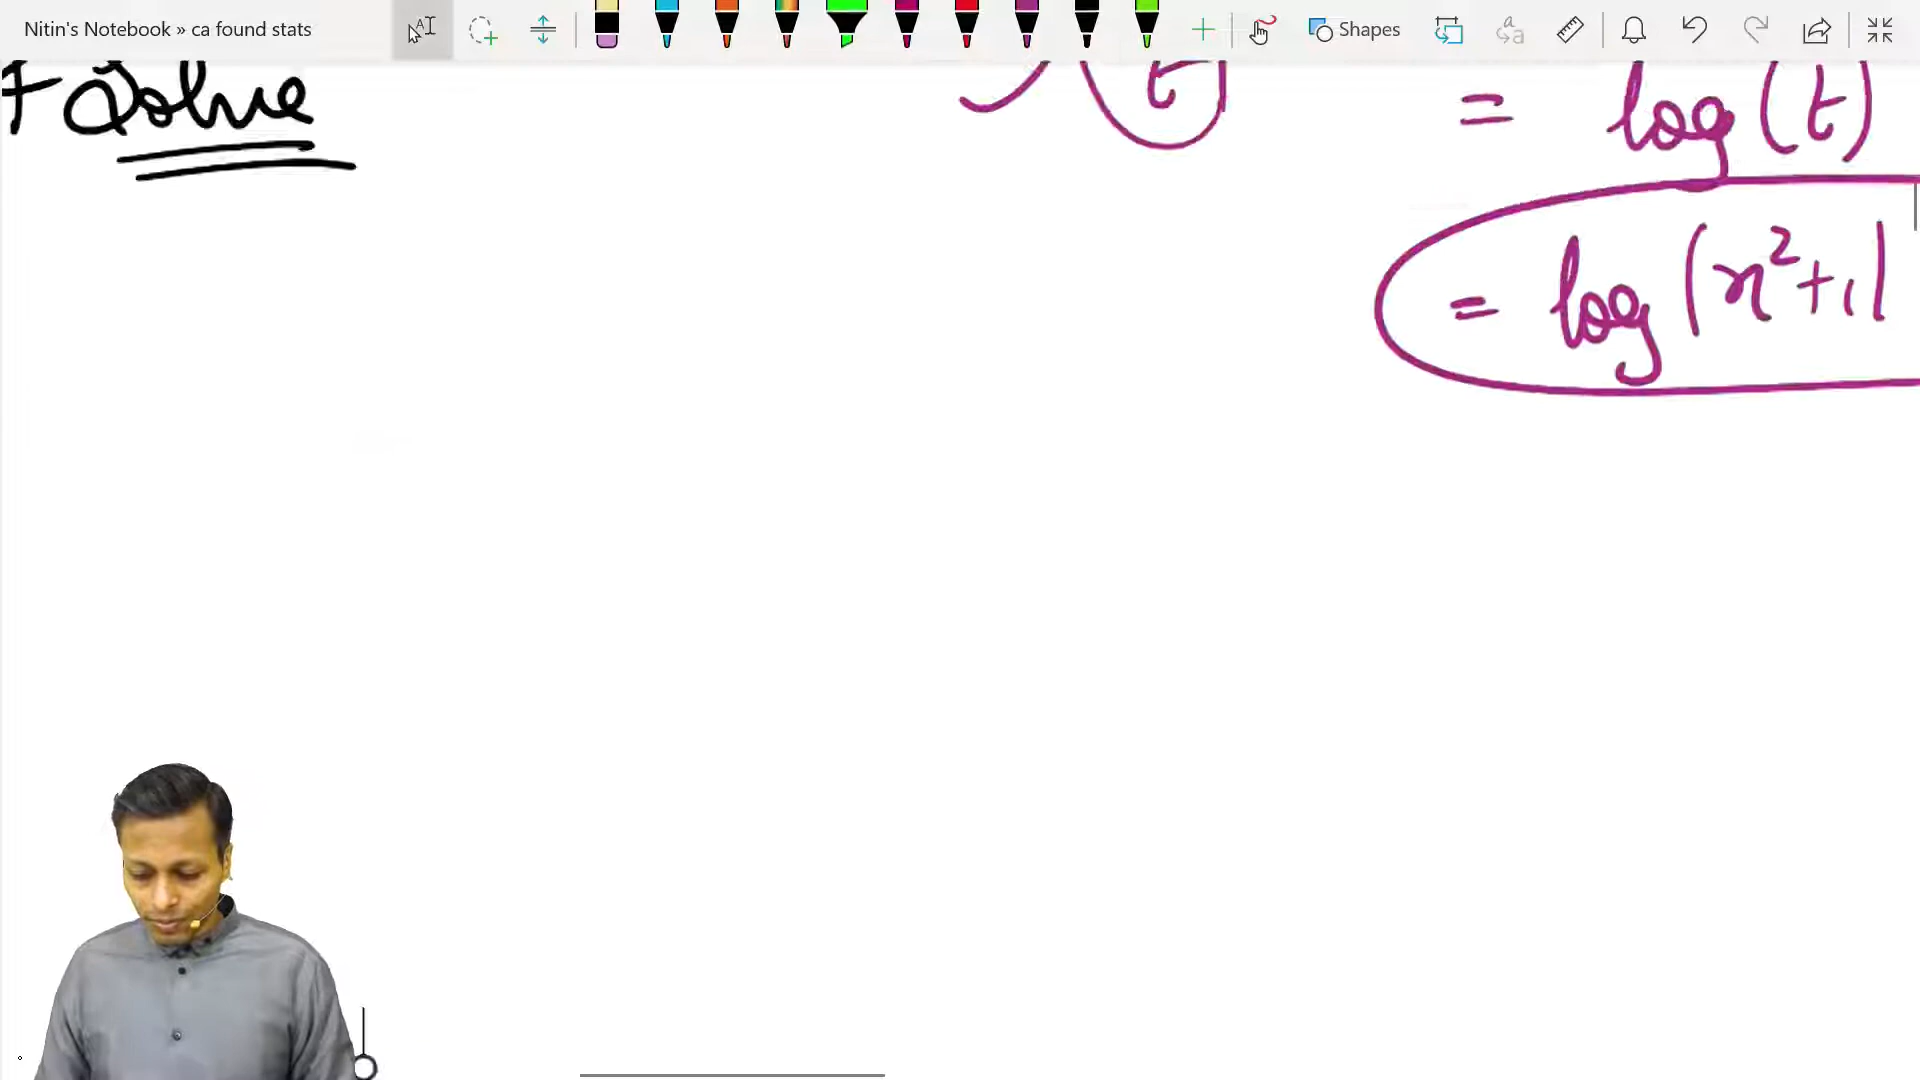 Nitin's Notebook » ca found stats
Shapes
Solve
t
= log(t)
= log(x²+1)